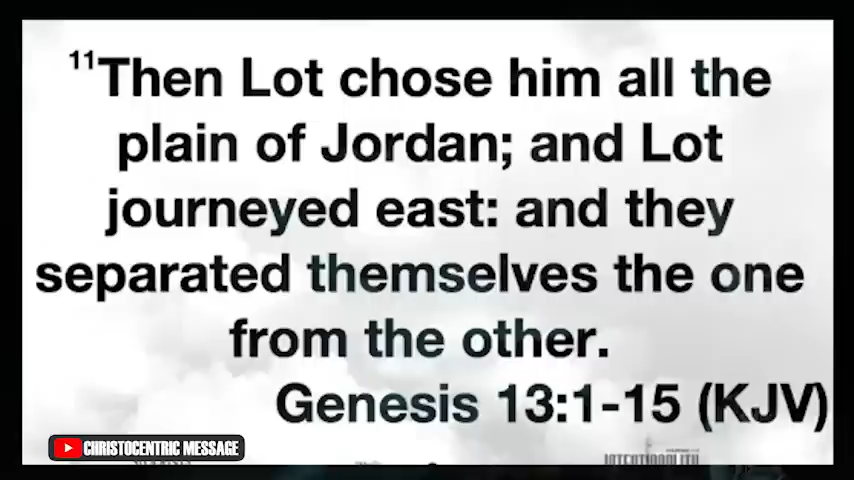 11Then Lot chose him all the
plain of Jordan; and Lot
journeyed east: and they
separated themselves the one
from the other.
Genesis 13:1-15 (KJV)
CHRISTOCENTRIC MESSAGE
INTENTIONALITY